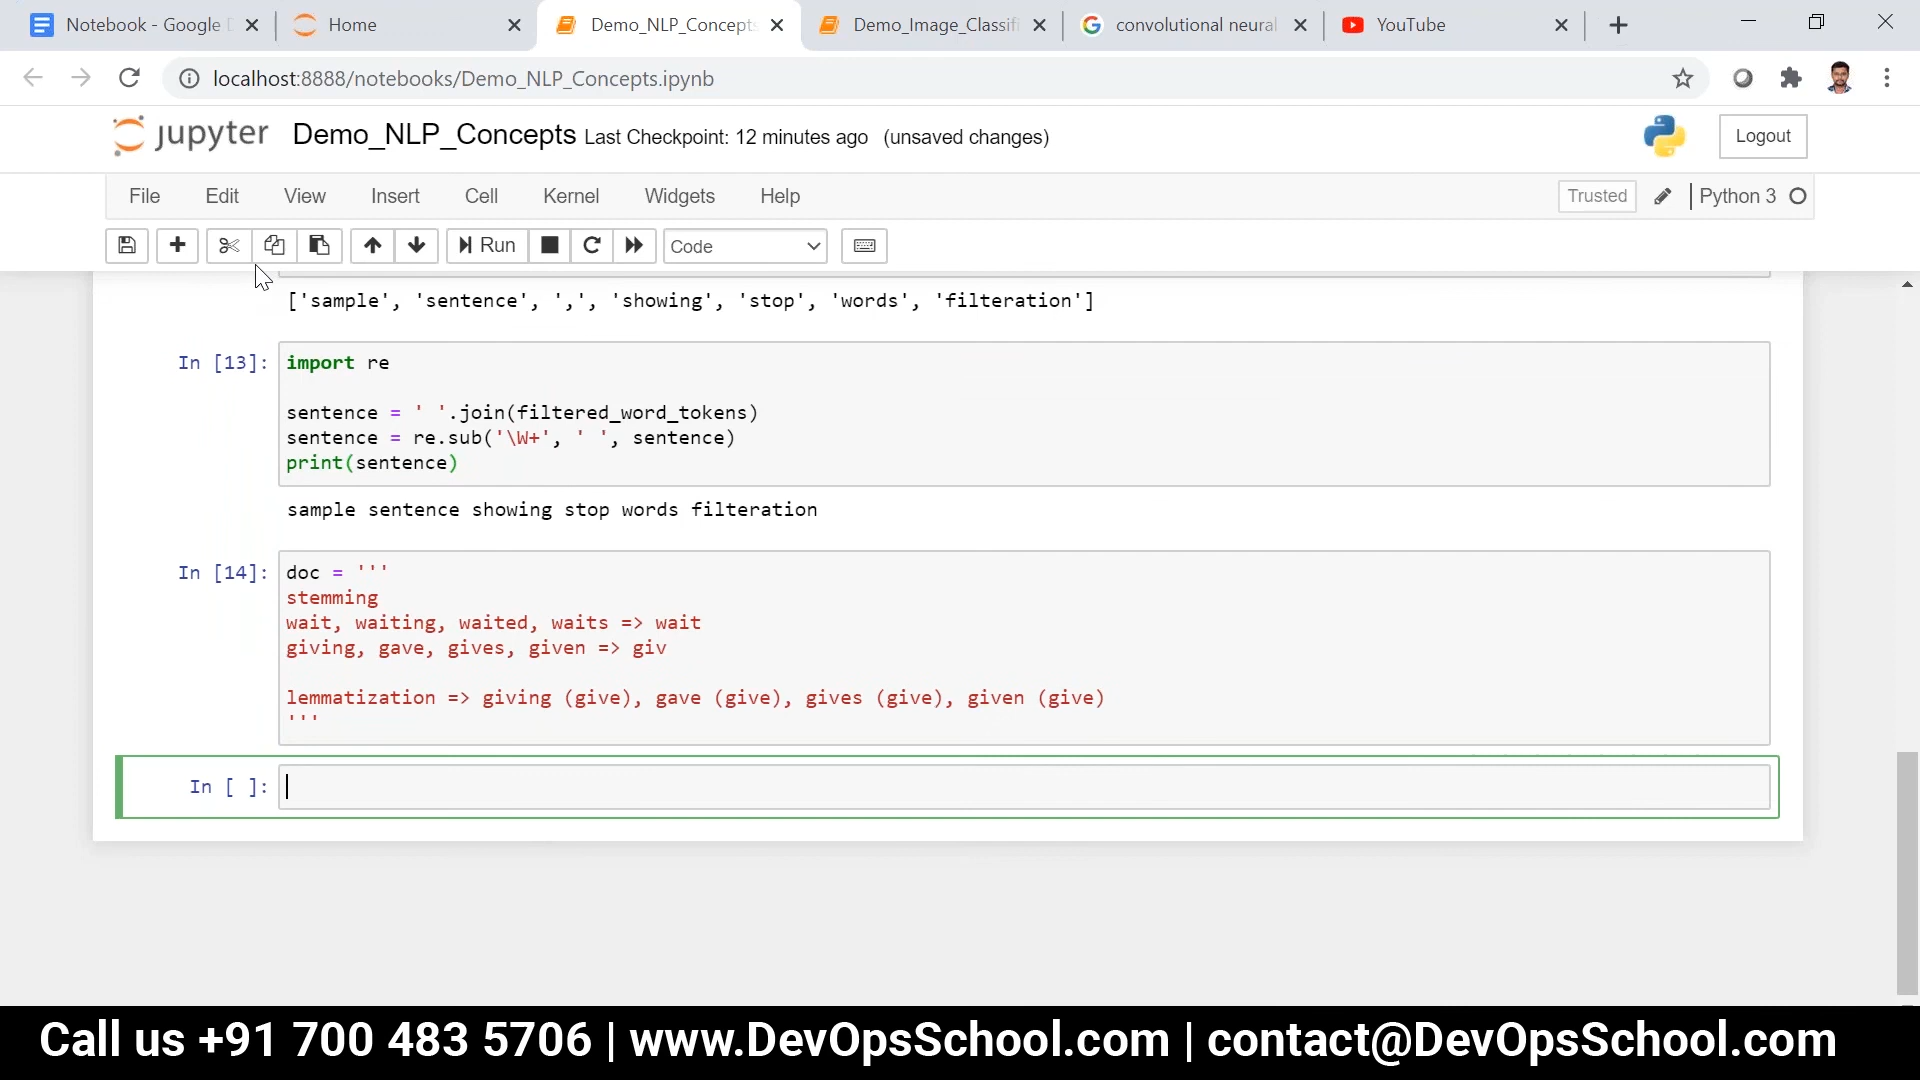 Notebook - Google D
Home
Demo_NLP_Concepts
Demo_Image_Classifi
convolutional neural
YouTube
localhost:8888/notebooks/Demo_NLP_Concepts.ipynb
jupyter Demo_NLP_Concepts Last Checkpoint: 12 minutes ago (unsaved changes)
Logout
File Edit View Insert Cell Kernel Widgets Help
Trusted
Python 3
Run
Code
['sample', 'sentence', ',', 'showing', 'stop', 'words', 'filteration']
In [13]:
import re
sentence = ' '.join(filtered_word_tokens)
sentence = re.sub('\W+', ' ', sentence)
print(sentence)
sample sentence showing stop words filteration
In [14]:
doc = '''
stemming
wait, waiting, waited, waits => wait
giving, gave, gives, given => giv
lemmatization => giving (give), gave (give), gives (give), given (give)
'''
In [ ]:
Call us +91 700 483 5706 | www.DevOpsSchool.com | contact@DevOpsSchool.com